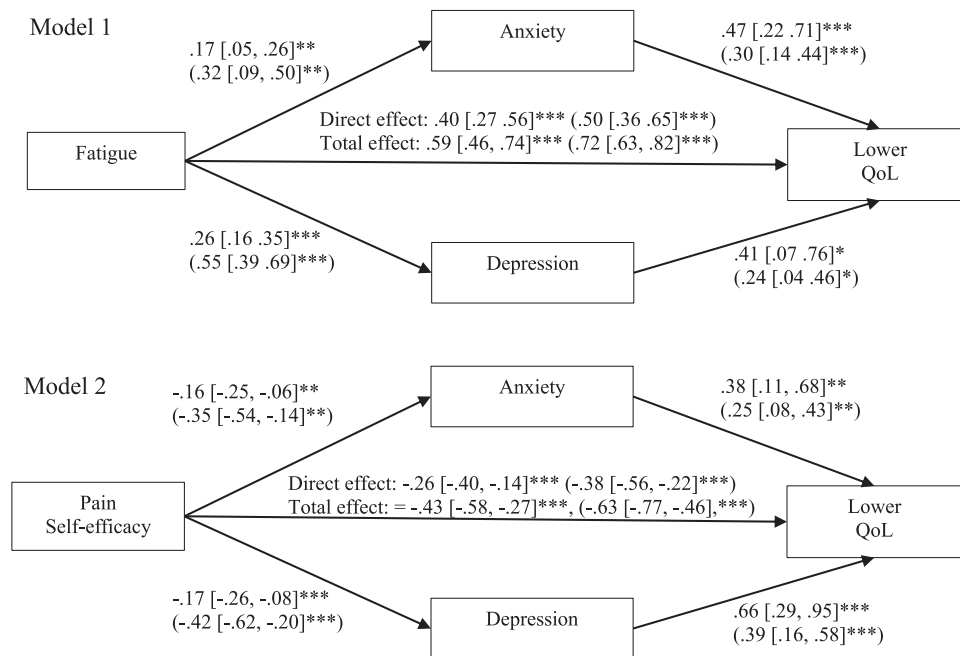 Model 1
Anxiety
.17 [.05, .26]**
(.32 [.09, .50]**)
.47 [.22 .71]***
(.30 [.14 .44]***)
Direct effect: .40 [.27 .56]*** (.50 [.36 .65]***)
Total effect: .59 [.46, .74]*** (.72 [.63, .82]***)
Fatigue
Lower
QoL
.26 [.16 .35]***
(.55 [.39 .69]***)
Depression
.41 [.07 .76]*
(.24 [.04 .46]*)
Model 2
Anxiety
-.16 [-.25, -.06]**
(-.35 [-.54, -.14]**)
.38 [.11, .68]**
(.25 [.08, .43]**)
Direct effect: -.26 [-.40, -.14]*** (-.38 [-.56, -.22]***)
Total effect: = -.43 [-.58, -.27]***, (-.63 [-.77, -.46],***)
Pain
Self-efficacy
Lower
QoL
-.17 [-.26, -.08]***
(-.42 [-.62, -.20]***)
Depression
.66 [.29, .95]***
(.39 [.16, .58]***)